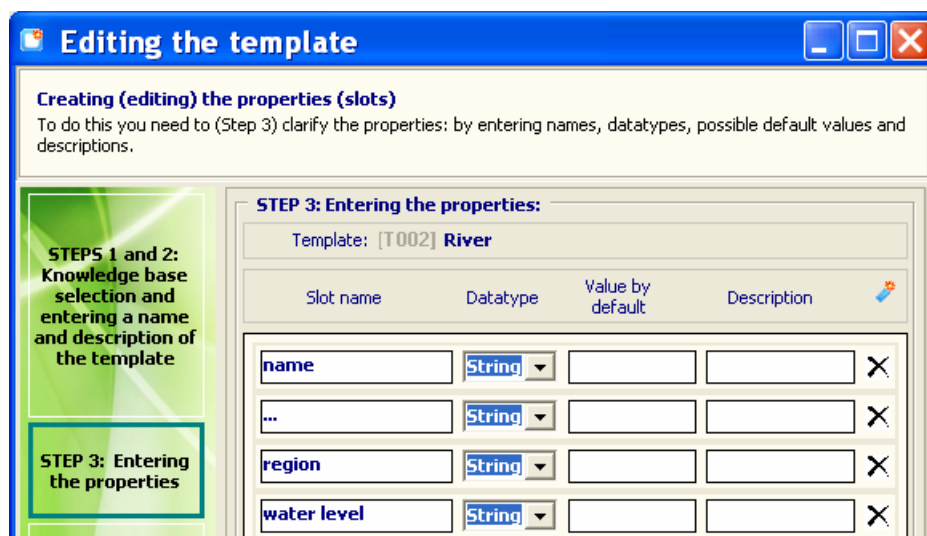 Editing the template
Creating (editing) the properties (slots)
To do this you need to (Step 3) clarify the properties: by entering names, datatypes, possible default values and
descriptions.
STEPS 1 and 2:
Knowledge base
selection and
entering a name
and description of
the template
STEP 3: Entering
the properties
STEP 3: Entering the properties:
Template: [T002] River
Slot name Datatype Value by default Description
name String
... String
region String
water level String